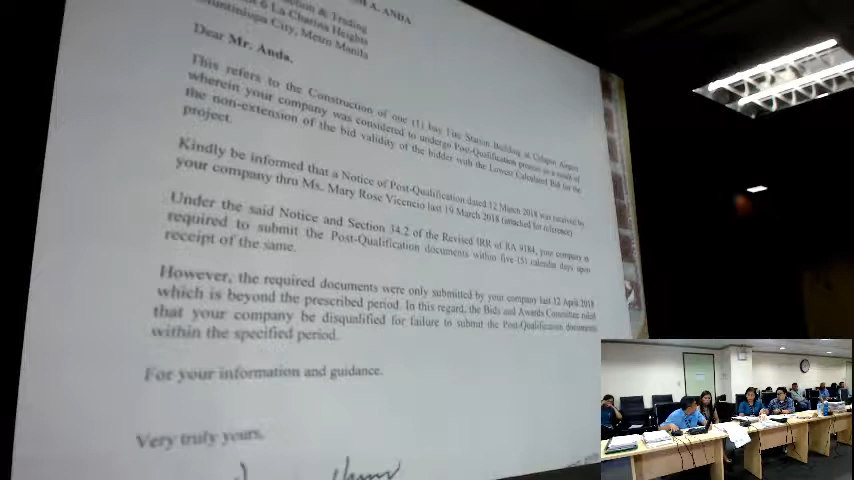 A. ANDA
& Trading
6 La Charina Heights
Muntinlupa City, Metro Manila
Dear Mr. Anda,
This refers to the Construction of one (1) bay Fire Station Building at Calapan Airport
wherein your company was considered to undergo Post-Qualification process as a result of
the non-extension of the bid validity of the bidder with the Lowest Calculated Bid for the
project.
Kindly be informed that a Notice of Post-Qualification dated 12 March 2018 was received by
your company thru Ms. Mary Rose Vicencio last 19 March 2018 (attached for reference)
Under the said Notice and Section 34.2 of the Revised IRR of RA 9184, your company is
required to submit the Post-Qualification documents within five (5) calendar days upon
receipt of the same.
However, the required documents were only submitted by your company last 12 April 2018
which is beyond the prescribed period. In this regard, the Bids and Awards Committee ruled
that your company be disqualified for failure to submit the Post-Qualification documents
within the specified period.
For your information and guidance.
Very truly yours,